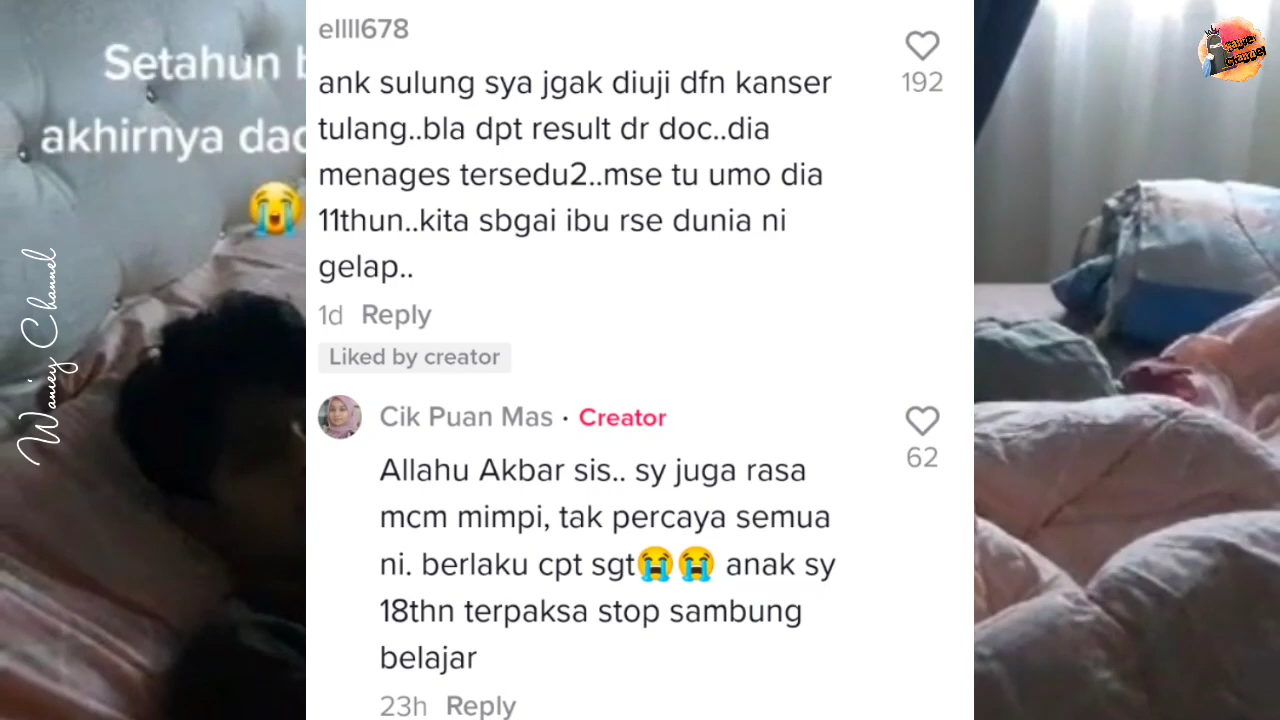 Setahun
akhirnya
Waniey Channel
ellll678
192
ank sulung sya jgak diuji dfn kanser
tulang..bla dpt result dr doc..dia
menages tersedu2..mse tu umo dia
11thun..kita sbgai ibu rse dunia ni
gelap..
1d Reply
Liked by creator
Cik Puan Mas · Creator
62
Allahu Akbar sis.. sy juga rasa
mcm mimpi, tak percaya semua
ni. berlaku cpt sgt😭😭 anak sy
18thn terpaksa stop sambung
belajar
23h Reply